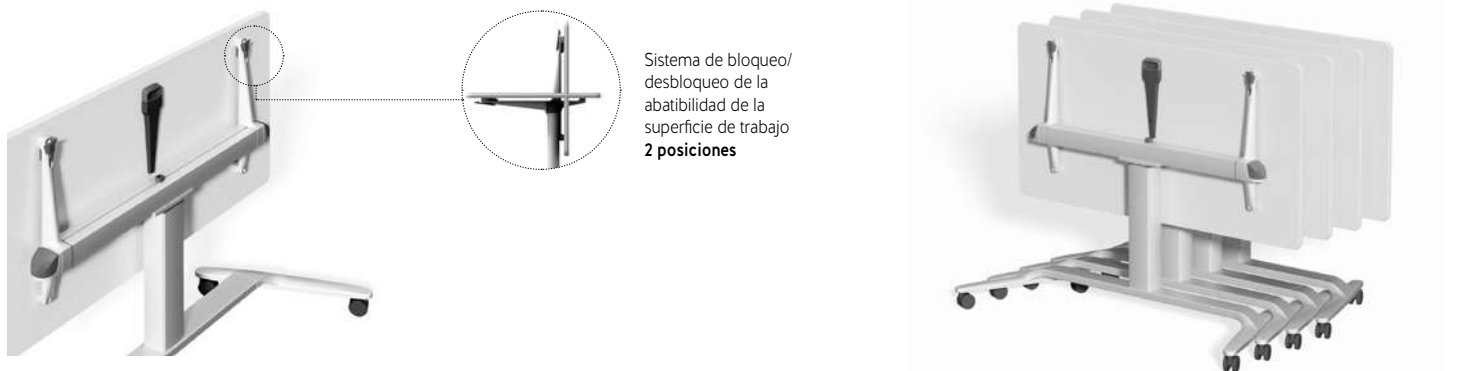 Sistema de bloqueo/
desbloqueo de la
abatibilidad de la
superficie de trabajo
2 posiciones